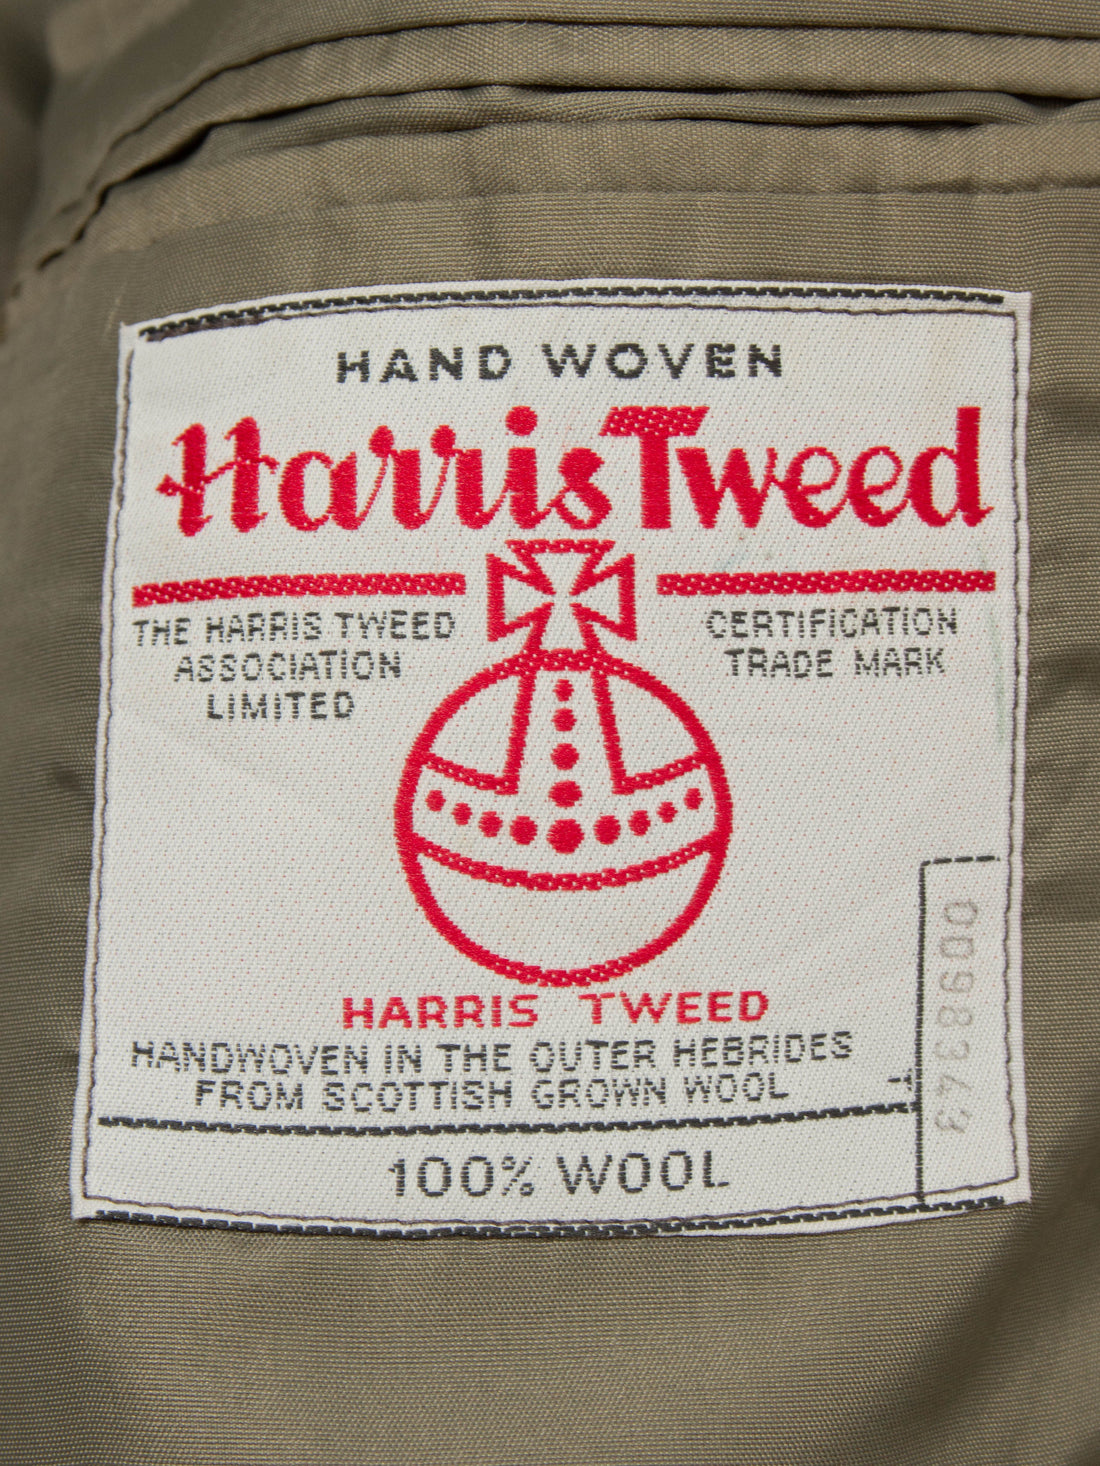 HAND WOVEN
Harris Tweed
THE HARRIS TWEED
ASSOCIATION
LIMITED
CERTIFICATION
TRADE MARK
HARRIS TWEED
HANDWOVEN IN THE OUTER HEBRIDES
FROM SCOTTISH GROWN WOOL
100% WOOL
0098343